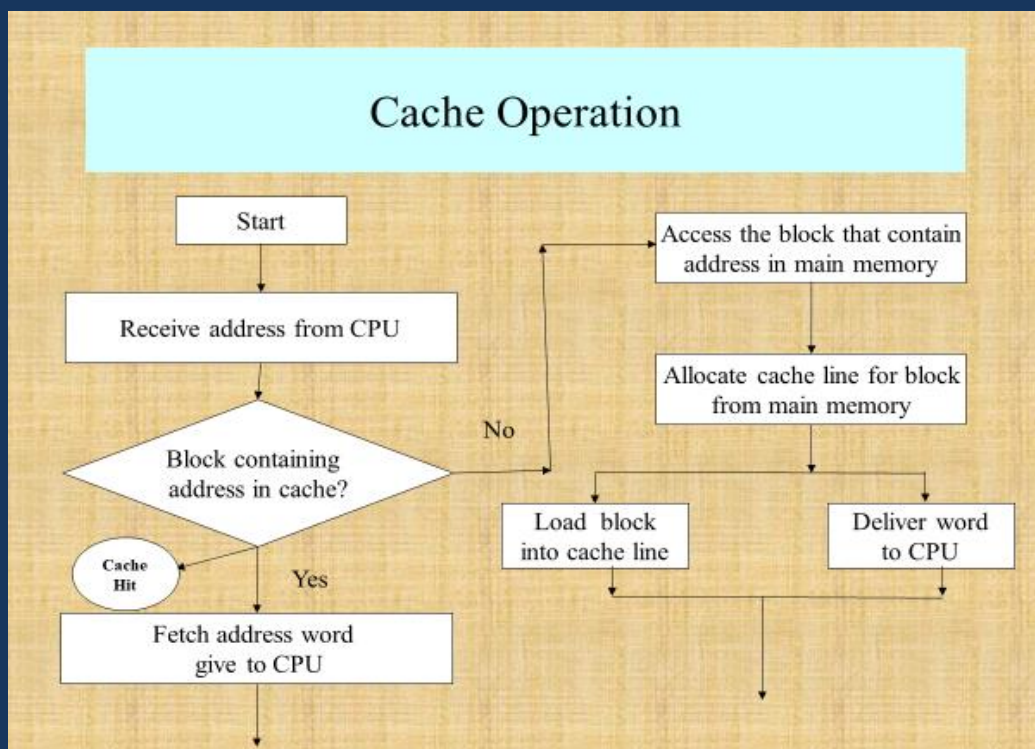 Cache Operation
Start
Receive address from CPU
Block containing
address in cache?
No
Cache
Hit
Yes
Fetch address word
give to CPU
Access the block that contain
address in main memory
Allocate cache line for block
from main memory
Load block
into cache line
Deliver word
to CPU